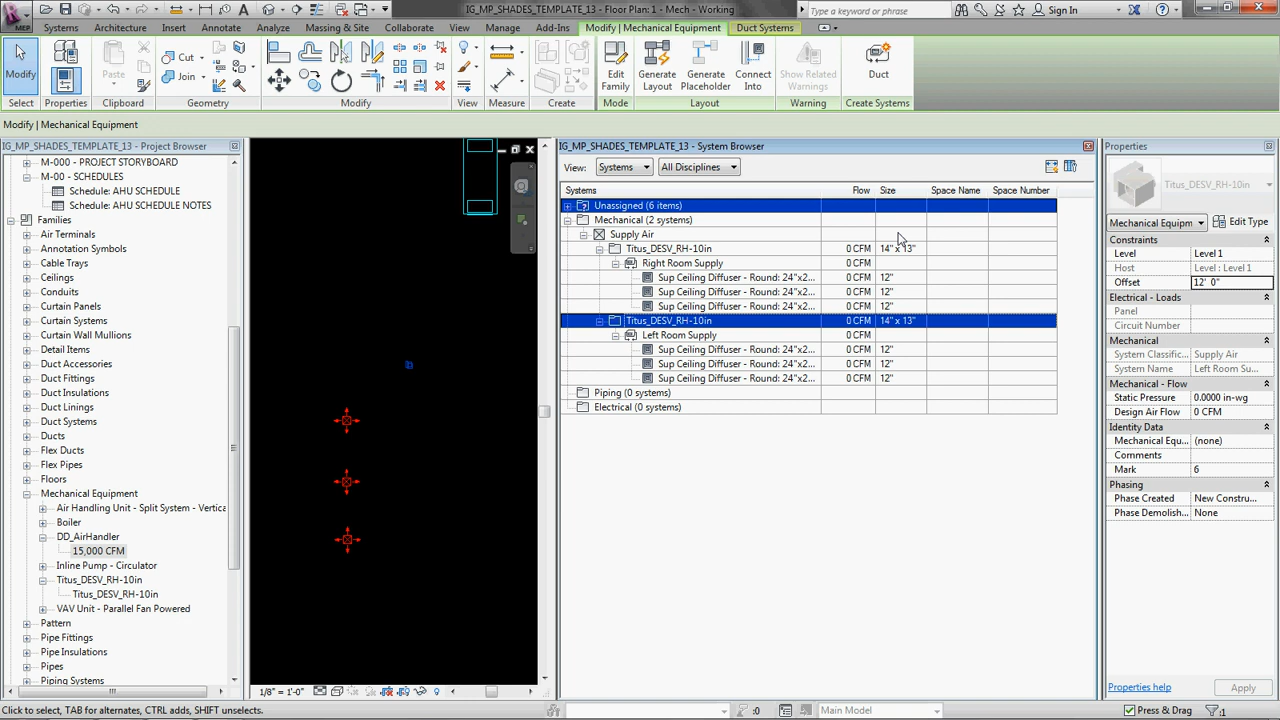 IG_MP_SHADES_TEMPLATE_13 - Floor Plan: 1 - Mech - Working
Type a keyword or phrase
Sign In
Architecture Structure Systems Insert Annotate Analyze Massing & Site Collaborate View Manage Add-Ins Modify | Mechanical Equipment Duct Systems
Modify
Properties
Paste
Cut
Join
Edit Family
Generate Layout
Generate Placeholder
Connect Into
Show Related Warnings
Duct
Select Properties Clipboard Geometry Modify View Measure Create Mode Layout Warning Create Systems
Modify | Mechanical Equipment
IG_MP_SHADES_TEMPLATE_13 - Project Browser
M-000 - PROJECT STORYBOARD
M-00 - SCHEDULES
Schedule: AHU SCHEDULE
Schedule: AHU SCHEDULE NOTES
Families
Air Terminals
Annotation Symbols
Cable Trays
Ceilings
Conduits
Curtain Panels
Curtain Systems
Curtain Wall Mullions
Detail Items
Duct Accessories
Duct Fittings
Duct Insulations
Duct Linings
Duct Systems
Ducts
Flex Ducts
Flex Pipes
Floors
Mechanical Equipment
Air Handling Unit - Split System - Vertica
Boiler
DD_AirHandler
15,000 CFM
Inline Pump - Circulator
Titus_DESV_RH-10in
Titus_DESV_RH-10in
VAV Unit - Parallel Fan Powered
Pattern
Pipe Fittings
Pipe Insulations
Pipes
Piping Systems
1/8" = 1'-0"
IG_MP_SHADES_TEMPLATE_13 - System Browser
View: Systems All Disciplines
Systems Flow Size Space Name Space Number
Unassigned (6 items)
Mechanical (2 systems)
Supply Air
Titus_DESV_RH-10in 0 CFM 14" x 13"
Right Room Supply 0 CFM
Sup Ceiling Diffuser - Round: 24"x2... 0 CFM 12"
Sup Ceiling Diffuser - Round: 24"x2... 0 CFM 12"
Sup Ceiling Diffuser - Round: 24"x2... 0 CFM 12"
Titus_DESV_RH-10in 0 CFM 14" x 13"
Left Room Supply 0 CFM
Sup Ceiling Diffuser - Round: 24"x2... 0 CFM 12"
Sup Ceiling Diffuser - Round: 24"x2... 0 CFM 12"
Sup Ceiling Diffuser - Round: 24"x2... 0 CFM 12"
Piping (0 systems)
Electrical (0 systems)
Properties
Titus_DESV_RH-10in
Mechanical Equipm Edit Type
Constraints
Level Level 1
Host Level : Level 1
Offset 12' 0"
Electrical - Loads
Panel
Circuit Number
Mechanical
System Classific... Supply Air
System Name Left Room Su...
Mechanical - Flow
Static Pressure 0.0000 in-wg
Design Air Flow 0 CFM
Identity Data
Mechanical Equ... (none)
Comments
Mark 6
Phasing
Phase Created New Constru...
Phase Demolish... None
Properties help Apply
Click to select, TAB for alternates, CTRL adds, SHIFT unselects.
:0
Main Model
Press & Drag
:1